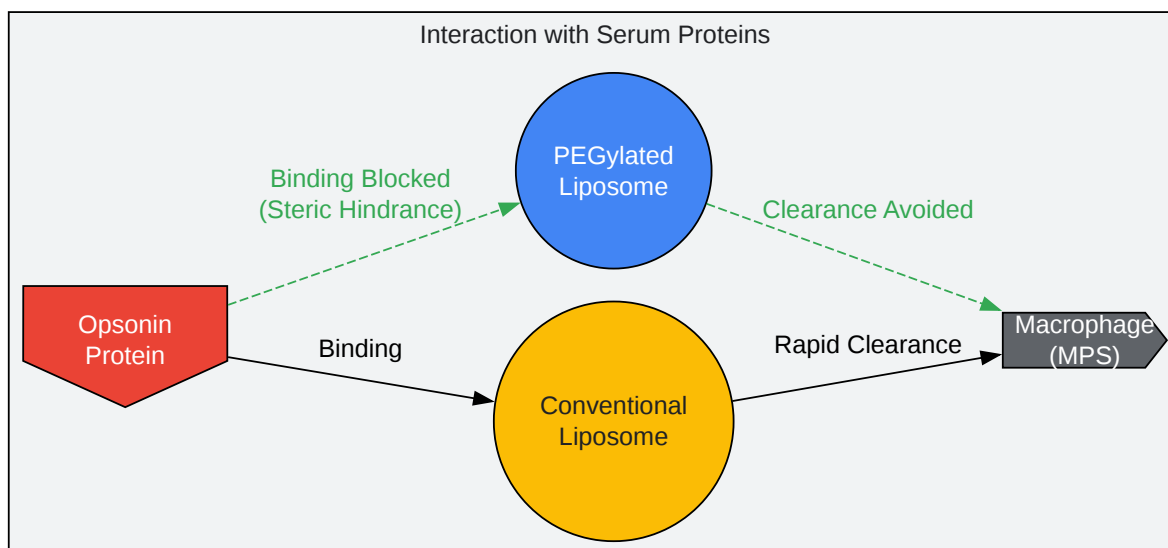 Interaction with Serum Proteins
PEGylated
Liposome
Binding Blocked
(Steric Hindrance)
Clearance Avoided
Opsonin
Protein
Binding
Rapid Clearance
Macrophage
(MPS)
Conventional
Liposome